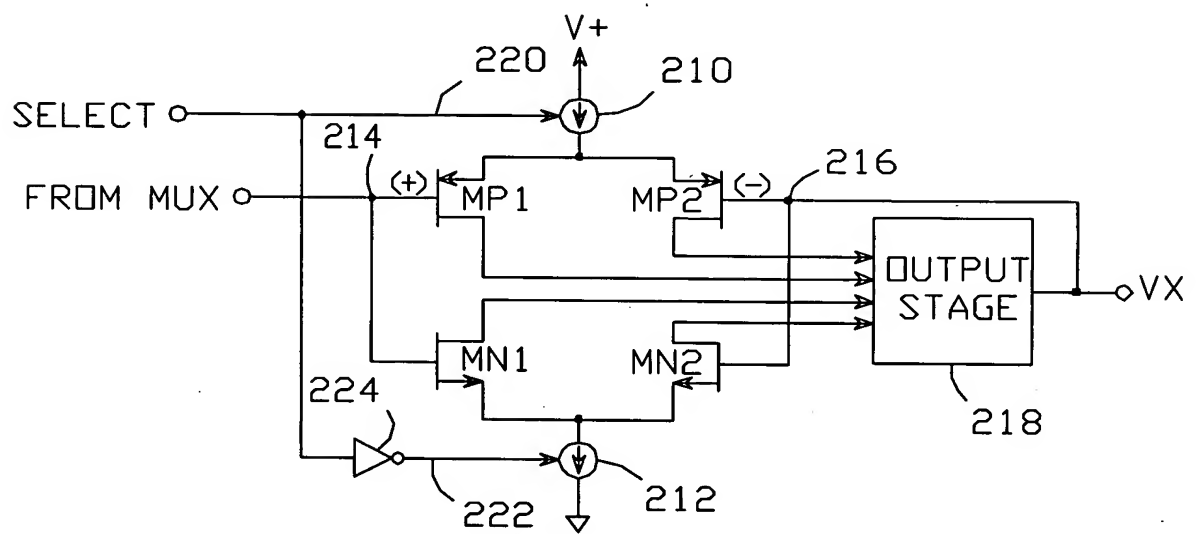 V+
220
210
SELECT
214
216
FROM MUX
(+)
MP1
MP2
(-)
OUTPUT
STAGE
VX
MN1
MN2
224
218
222
212